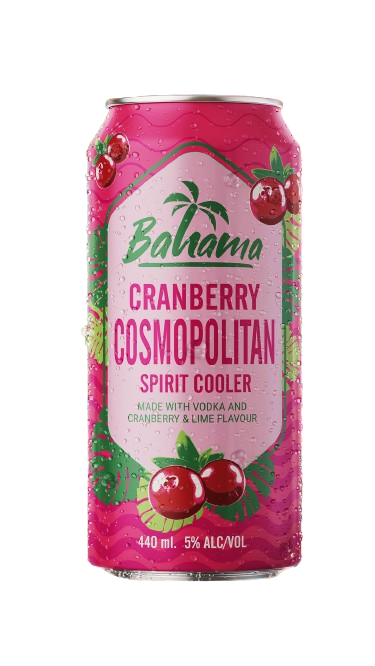 Bahama
CRANBERRY
COSMOPOLITAN
SPIRIT COOLER
MADE WITH VODKA AND
CRANBERRY & LIME FLAVOUR
440 ml. 5% ALC/VOL